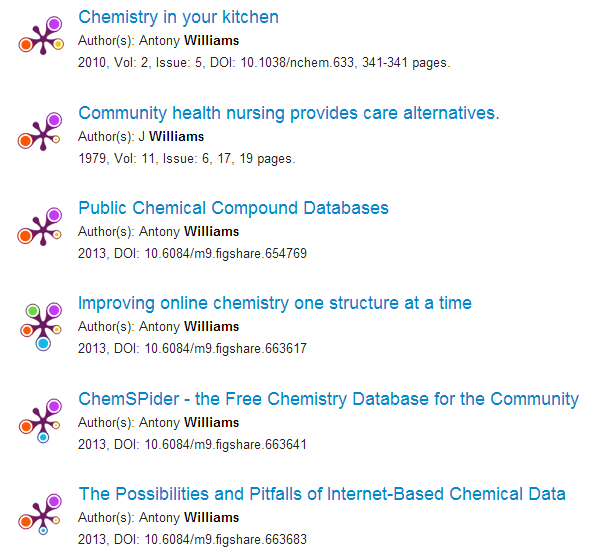 Chemistry in your kitchen
Author(s): Antony Williams
2010, Vol: 2, Issue: 5, DOI: 10.1038/nchem.633, 341-341 pages.
Community health nursing provides care alternatives.
Author(s): J Williams
1979, Vol: 11, Issue: 6, 17, 19 pages.
Public Chemical Compound Databases
Author(s): Antony Williams
2013, DOI: 10.6084/m9.figshare.654769
Improving online chemistry one structure at a time
Author(s): Antony Williams
2013, DOI: 10.6084/m9.figshare.663617
ChemSPider - the Free Chemistry Database for the Community
Author(s): Antony Williams
2013, DOI: 10.6084/m9.figshare.663641
The Possibilities and Pitfalls of Internet-Based Chemical Data
Author(s): Antony Williams
2013, DOI: 10.6084/m9.figshare.663683